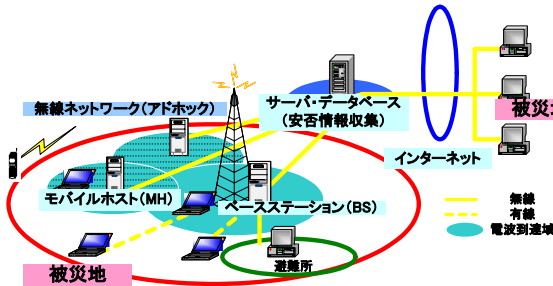 無線ネットワーク(アドホック)
サーバ・データベース
(安否情報収集)
被災地
インターネット
モバイルホスト(MH)
ベースステーション(BS)
無線
有線
電波到達域
避難所
被災地